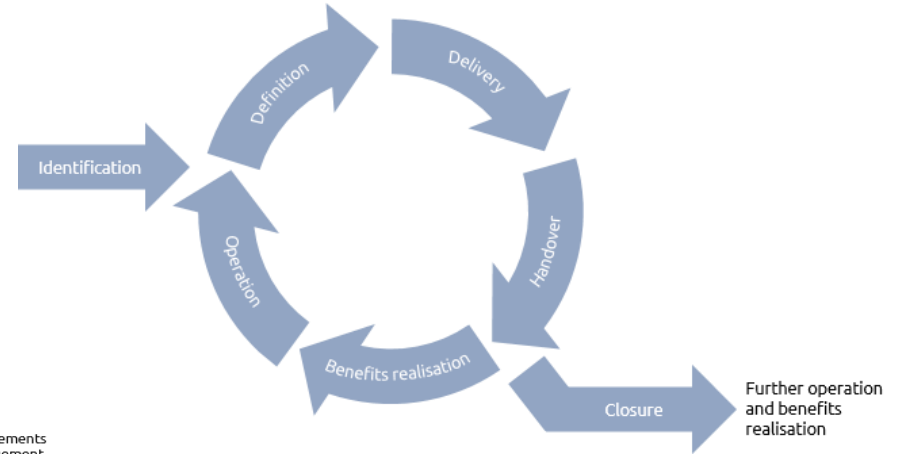 Identification
Definition
Delivery
Handover
Benefits realisation
Operation
Closure
Further operation
and benefits
realisation